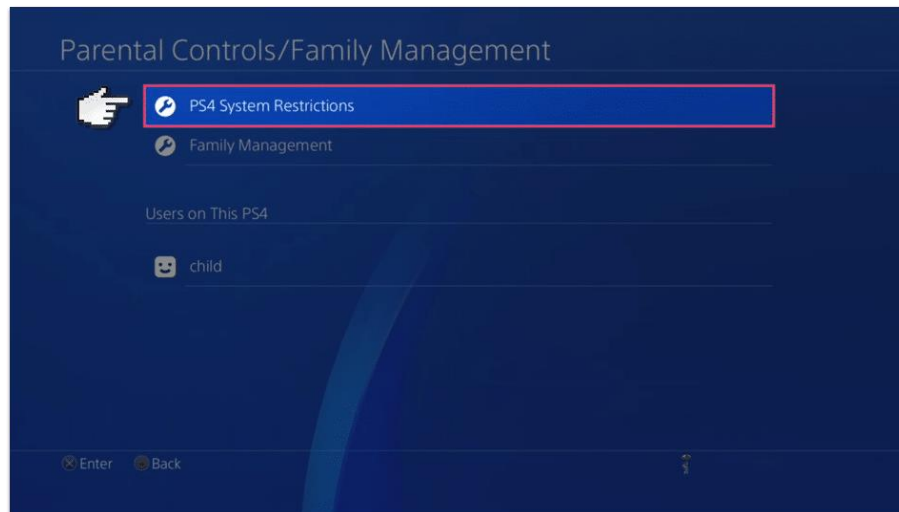 Parental Controls/Family Management
PS4 System Restrictions
Family Management
Users on This PS4
child
Enter Back